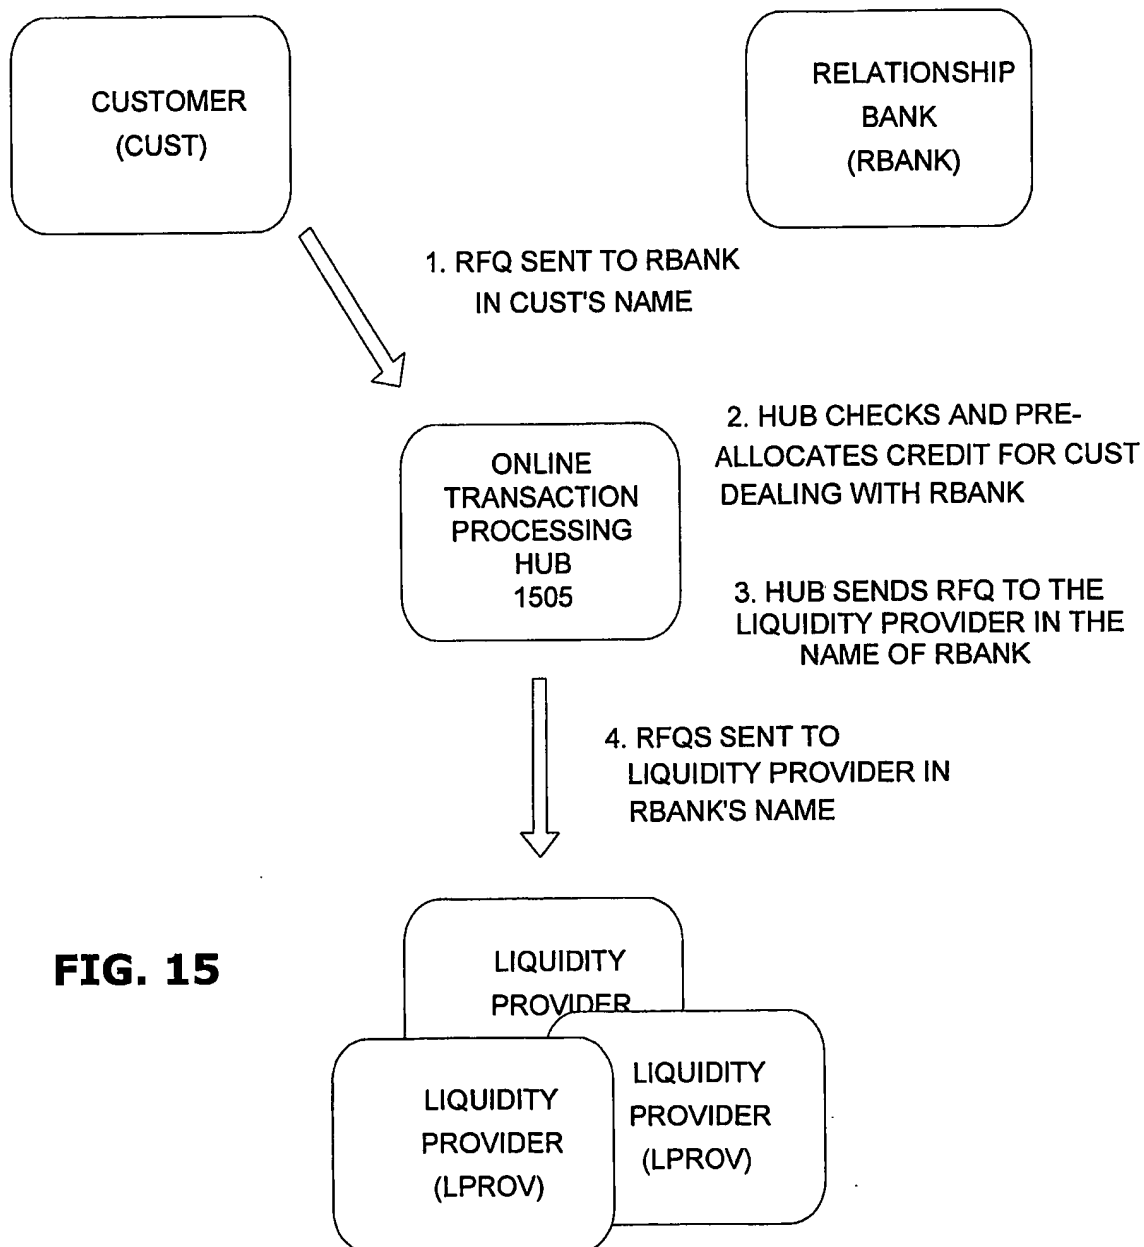 CUSTOMER
(CUST)
RELATIONSHIP
BANK
(RBANK)
1. RFQ SENT TO RBANK
IN CUST'S NAME
ONLINE
TRANSACTION
PROCESSING
HUB
1505
2. HUB CHECKS AND PRE-
ALLOCATES CREDIT FOR CUST
DEALING WITH RBANK
3. HUB SENDS RFQ TO THE
LIQUIDITY PROVIDER IN THE
NAME OF RBANK
4. RFQS SENT TO
LIQUIDITY PROVIDER IN
RBANK'S NAME
FIG. 15
LIQUIDITY
PROVIDER
LIQUIDITY
PROVIDER
(LPROV)
LIQUIDITY
PROVIDER
(LPROV)